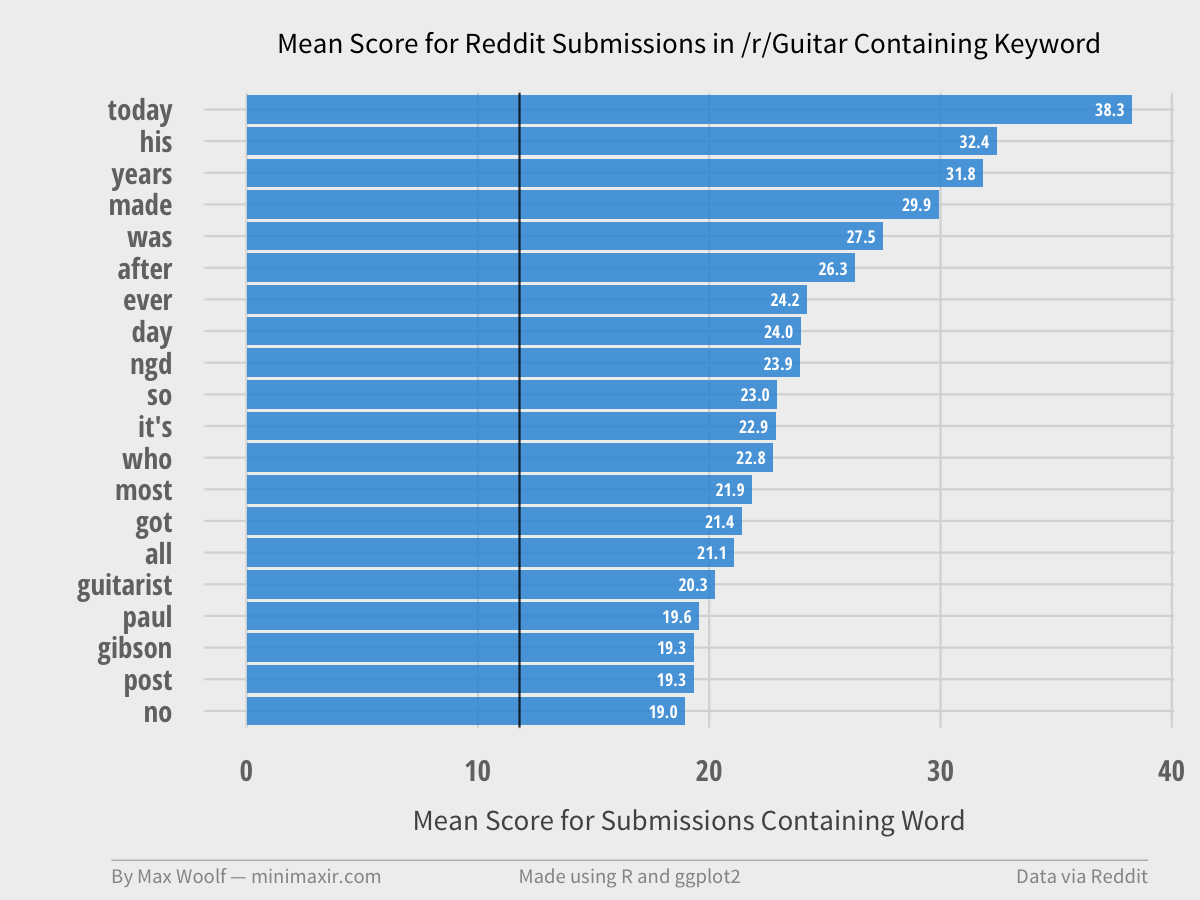 Mean Score for Reddit Submissions in /r/Guitar Containing Keyword
today 38.3
his 32.4
years 31.8
made 29.9
was 27.5
after 26.3
ever 24.2
day 24.0
ngd 23.9
so 23.0
it's 22.9
who 22.8
most 21.9
got 21.4
all 21.1
guitarist 20.3
paul 19.6
gibson 19.3
post 19.3
no 19.0
0 10 20 30 40
Mean Score for Submissions Containing Word
By Max Woolf — minimaxir.com Made using R and ggplot2 Data via Reddit